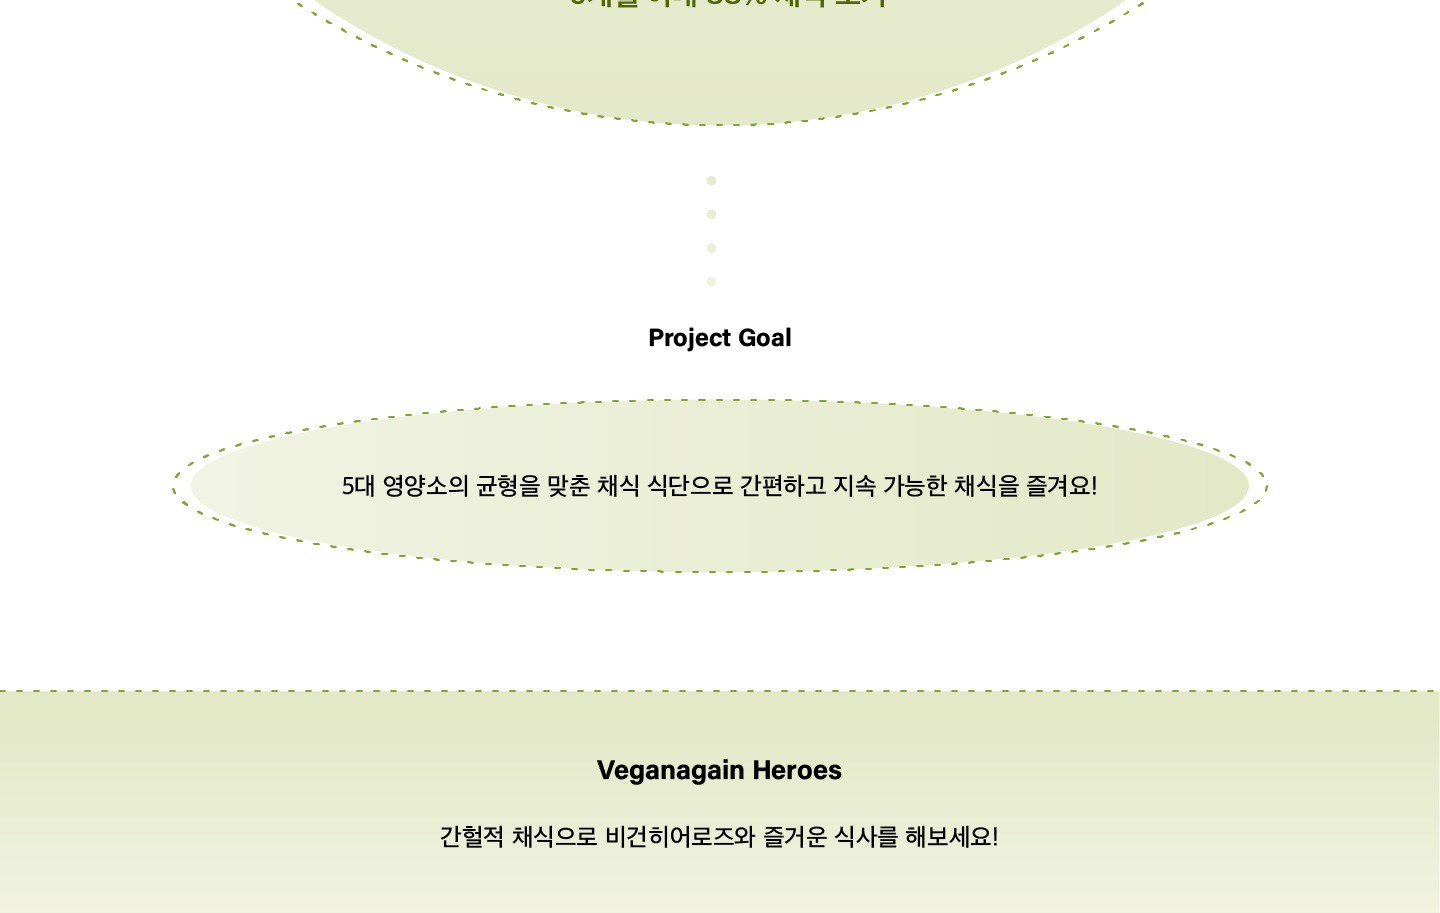 Project Goal
5대 영양소의 균형을 맞춘 채식 식단으로 간편하고 지속 가능한 채식을 즐겨요!
Veganagain Heroes
간헐적 채식으로 비건히어로즈와 즐거운 식사를 해보세요!